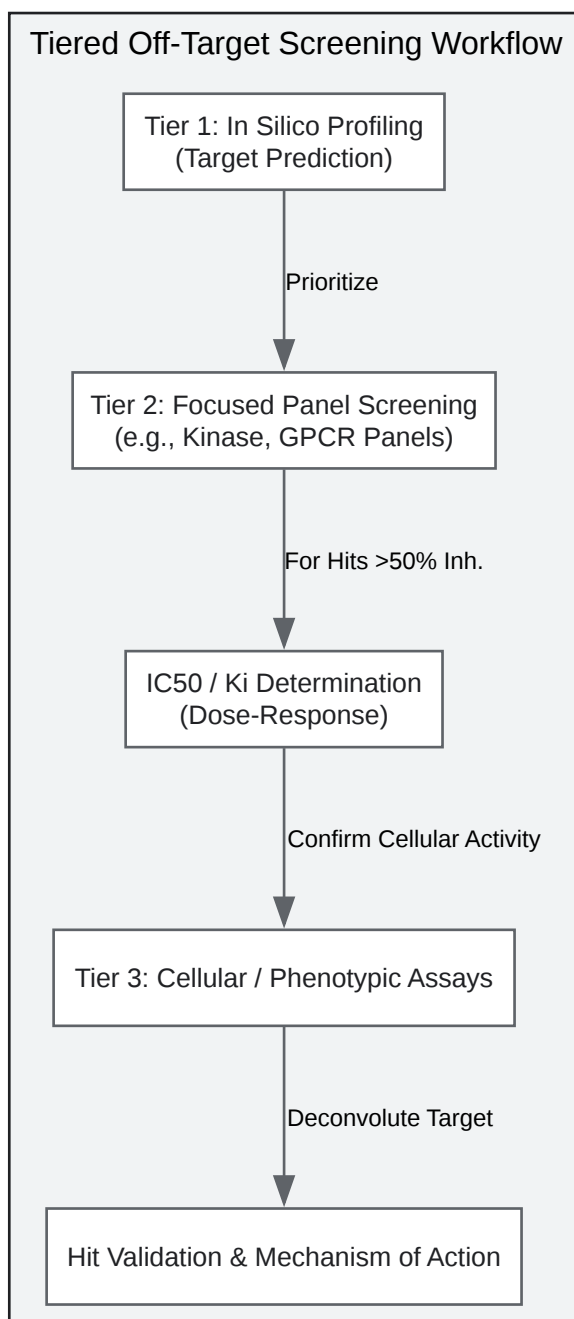 Tiered Off-Target Screening Workflow
Tier 1: In Silico Profiling
(Target Prediction)
Prioritize
Tier 2: Focused Panel Screening
(e.g., Kinase, GPCR Panels)
For Hits >50% Inh.
IC50 / Ki Determination
(Dose-Response)
Confirm Cellular Activity
Tier 3: Cellular / Phenotypic Assays
Deconvolute Target
Hit Validation & Mechanism of Action